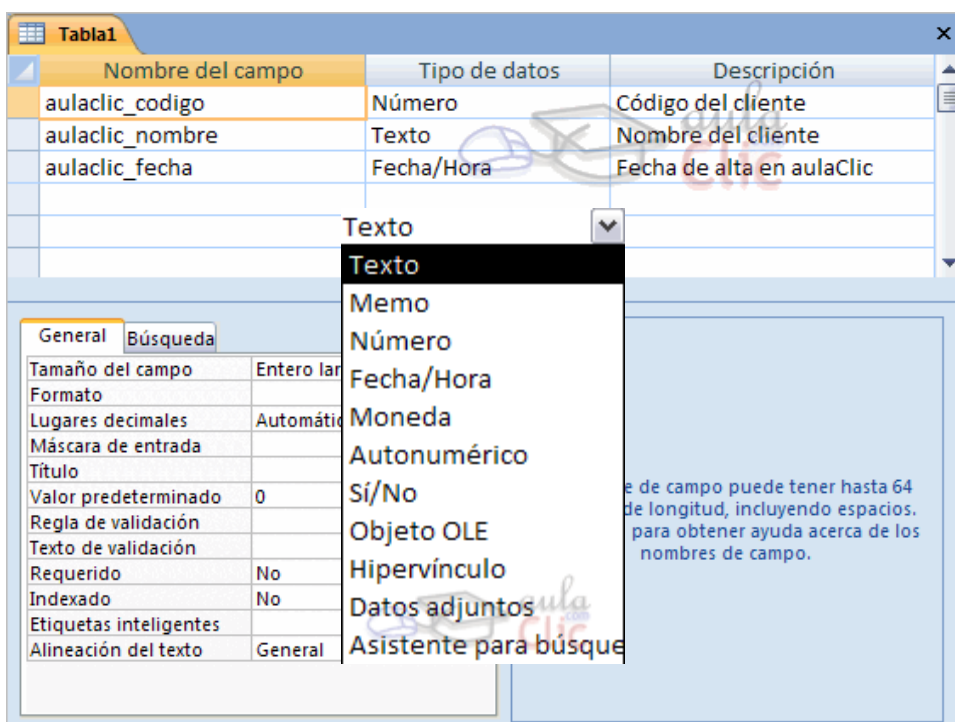 Tabla1
Nombre del campo Tipo de datos Descripción
aulaclic_codigo Número Código del cliente
aulaclic_nombre Texto Nombre del cliente
aulaclic_fecha Fecha/Hora Fecha de alta en aulaClic
aula
Clic
Texto
Texto
Memo
Número
Fecha/Hora
Moneda
Autonumérico
Sí/No
Objeto OLE
Hipervínculo
Datos adjuntos
Asistente para búsque
General Búsqueda
Tamaño del campo Entero lar
Formato
Lugares decimales Automátic
Máscara de entrada
Título
Valor predeterminado 0
Regla de validación
Texto de validación
Requerido No
Indexado No
Etiquetas inteligentes
Alineación del texto General
e de campo puede tener hasta 64
de longitud, incluyendo espacios.
para obtener ayuda acerca de los
nombres de campo.
aula
.com
Clic